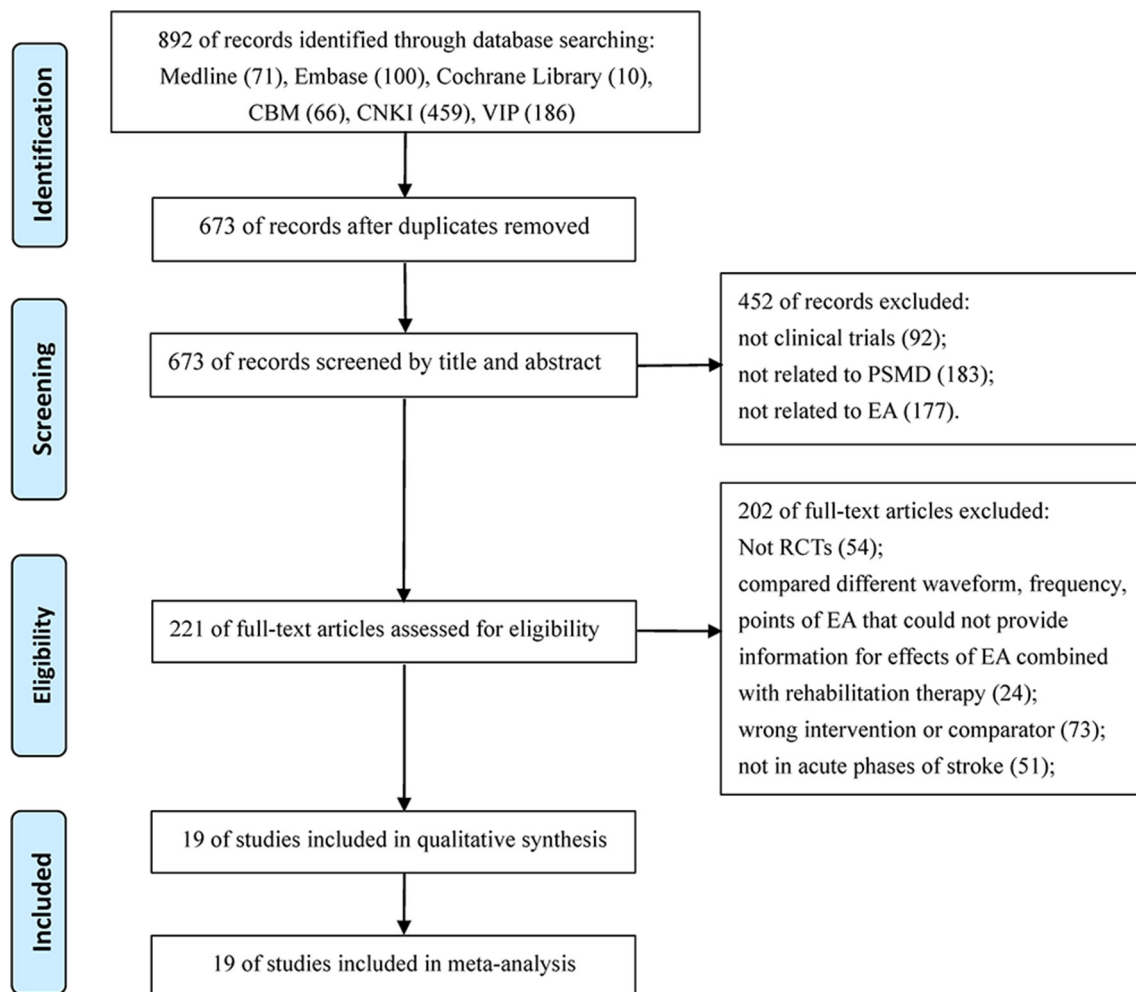 Identification
892 of records identified through database searching:
Medline (71), Embase (100), Cochrane Library (10),
CBM (66), CNKI (459), VIP (186)
673 of records after duplicates removed
Screening
673 of records screened by title and abstract
452 of records excluded:
not clinical trials (92);
not related to PSMD (183);
not related to EA (177).
Eligibility
221 of full-text articles assessed for eligibility
202 of full-text articles excluded:
Not RCTs (54);
compared different waveform, frequency,
points of EA that could not provide
information for effects of EA combined
with rehabilitation therapy (24);
wrong intervention or comparator (73);
not in acute phases of stroke (51);
Included
19 of studies included in qualitative synthesis
19 of studies included in meta-analysis